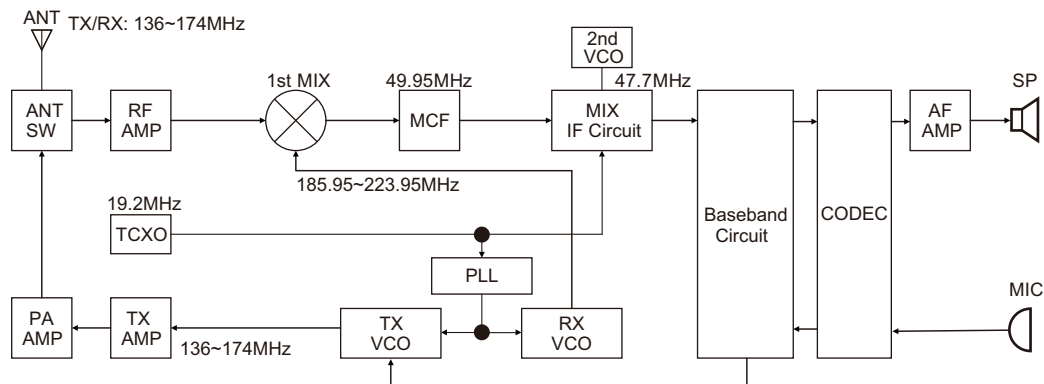 ANT
TX/RX: 136~174MHz
2nd
VCO
1st MIX
49.95MHz
47.7MHz
SP
ANT
SW
RF
AMP
MCF
MIX
IF Circuit
AF
AMP
185.95~223.95MHz
19.2MHz
TCXO
Baseband
Circuit
CODEC
PLL
MIC
PA
AMP
TX
AMP
136~174MHz
TX
VCO
RX
VCO